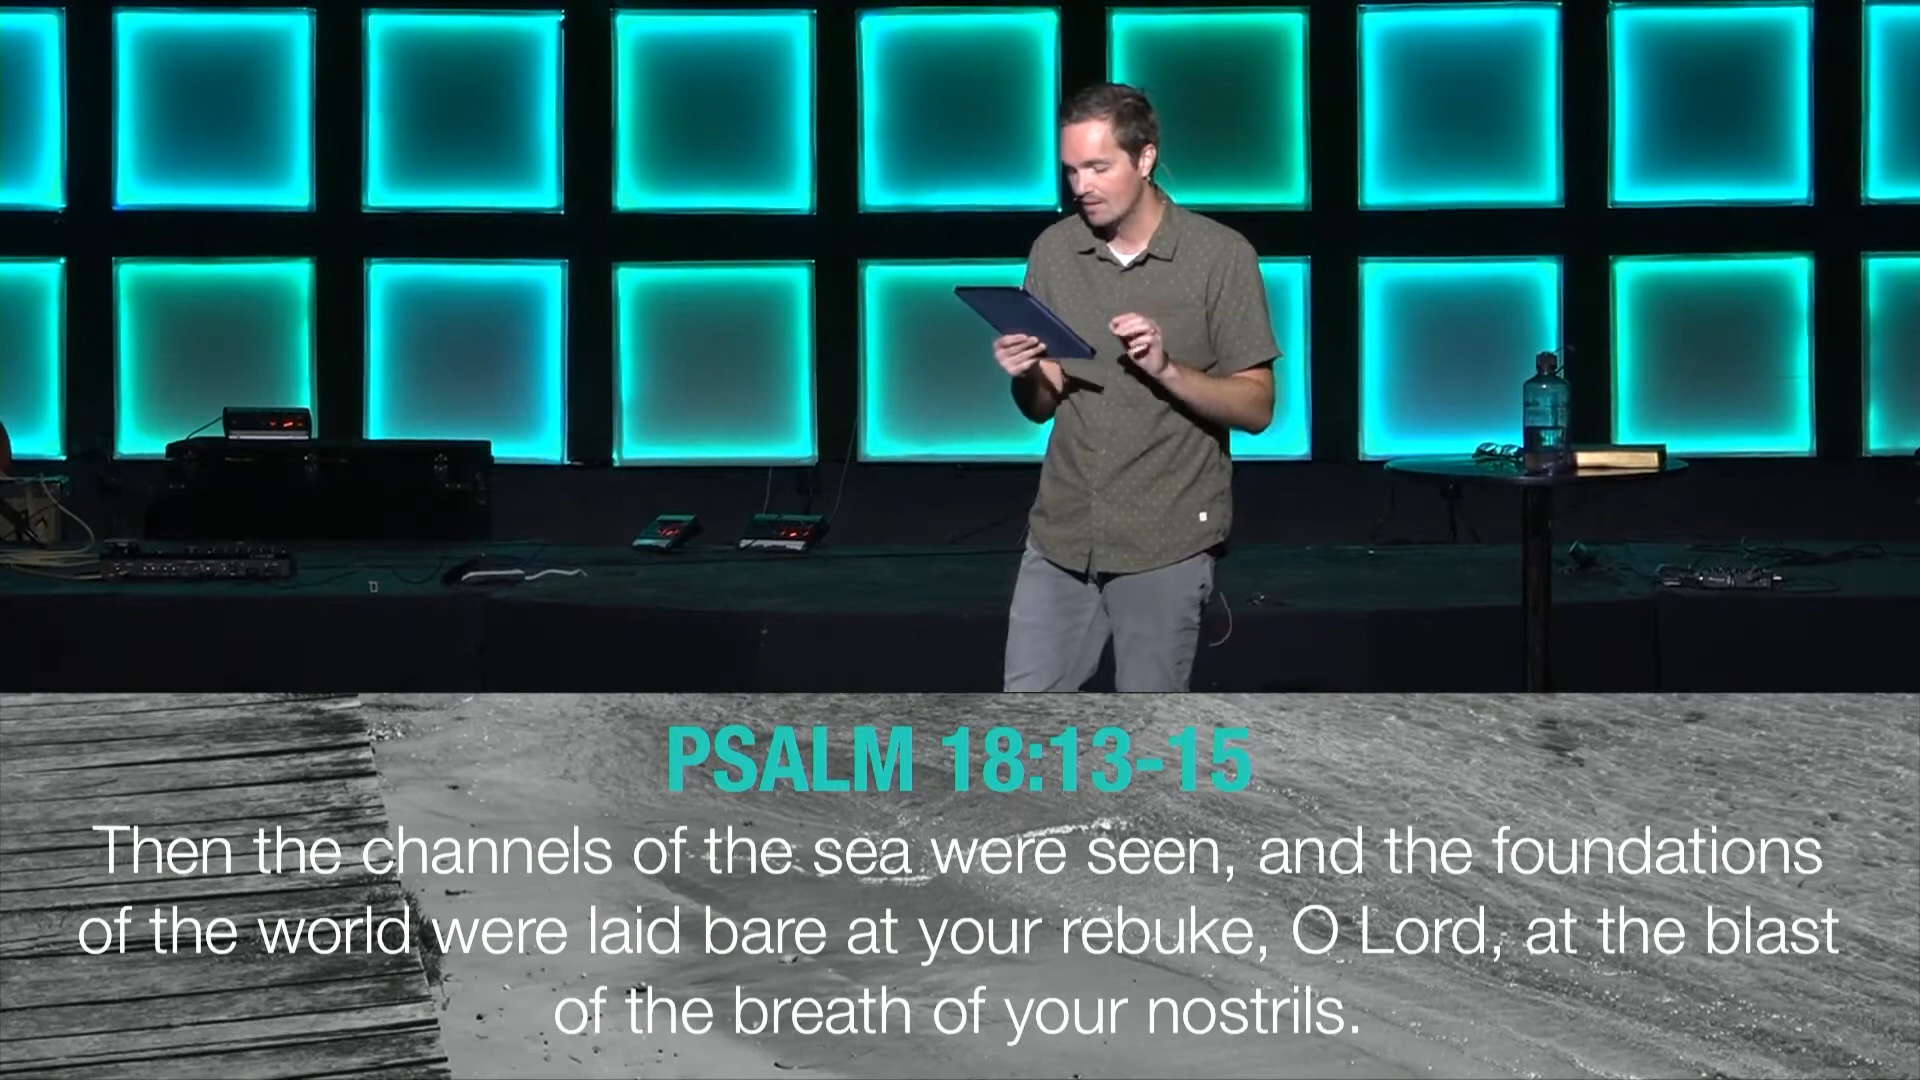 PSALM 18:13-15
Then the channels of the sea were seen, and the foundations
of the world were laid bare at your rebuke, O Lord, at the blast
of the breath of your nostrils.